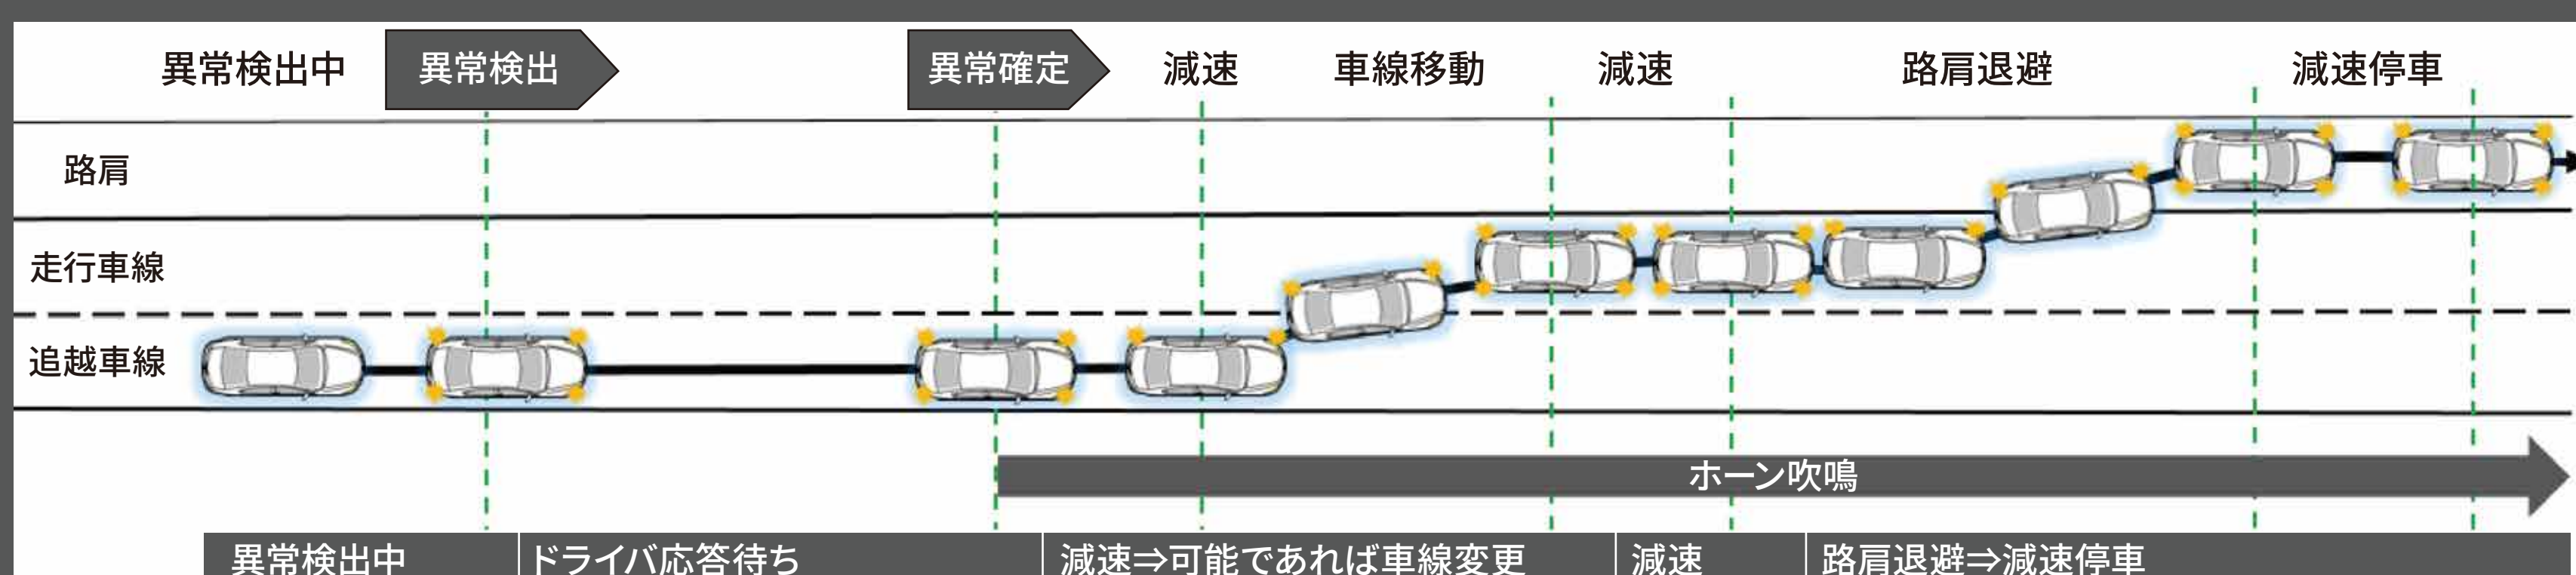 異常検出中
異常検出
異常確定
減速
車線移動
減速
路肩退避
減速停車
路肩
走行車線
追越車線
ホーン吹鳴
異常検出中
ドライバ応答待ち
減速⇒可能であれば車線変更
減速
路肩退避⇒減速停車